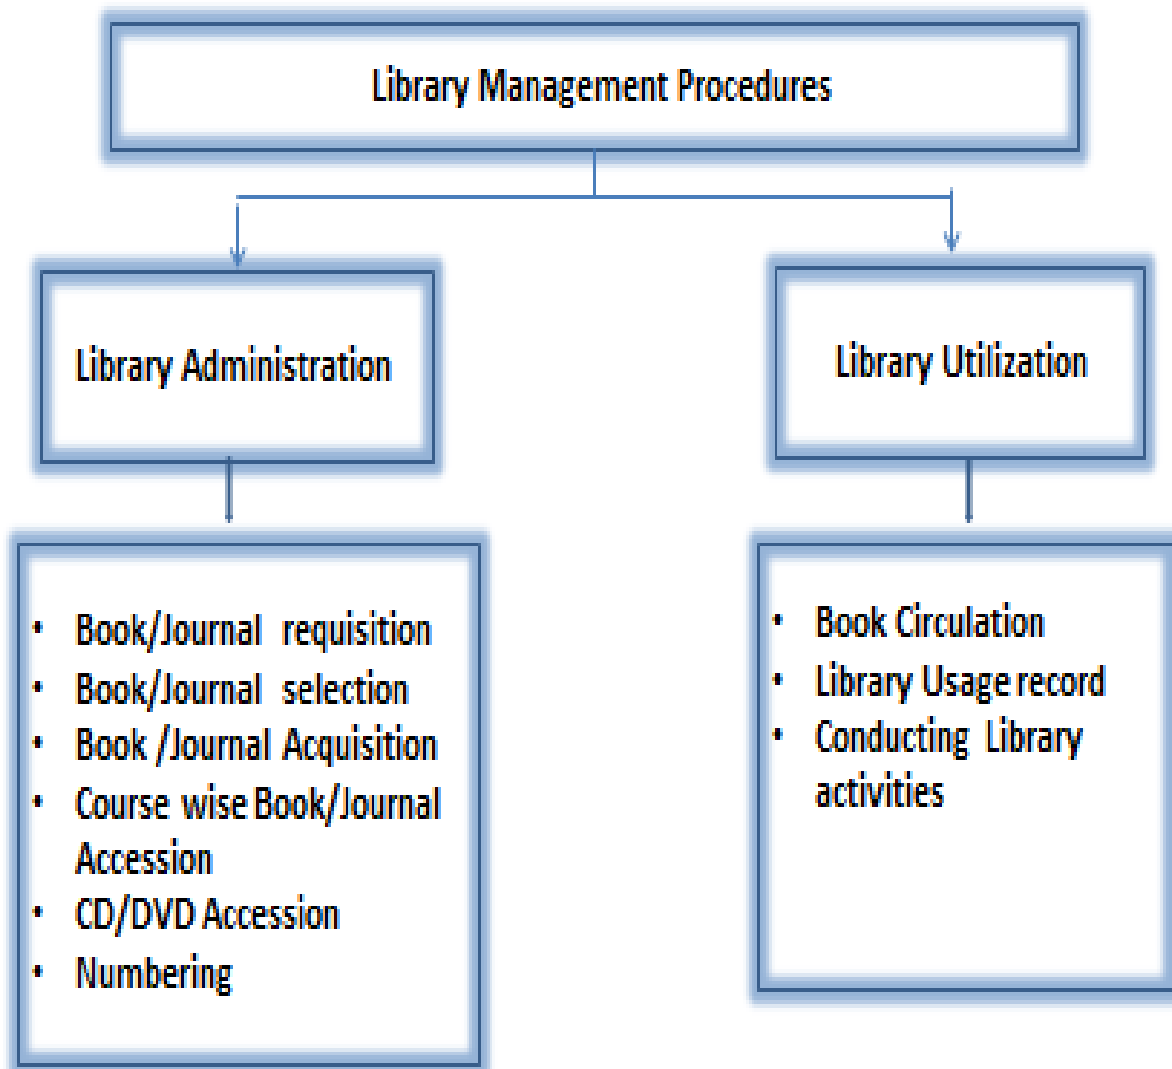 Library Management Procedures
Library Administration
Library Utilization
• Book/Journal requisition
• Book/Journal selection
• Book /Journal Acquisition
• Course wise Book/Journal
Accession
• CD/DVD Accession
• Numbering
• Book Circulation
• Library Usage record
• Conducting Library
activities